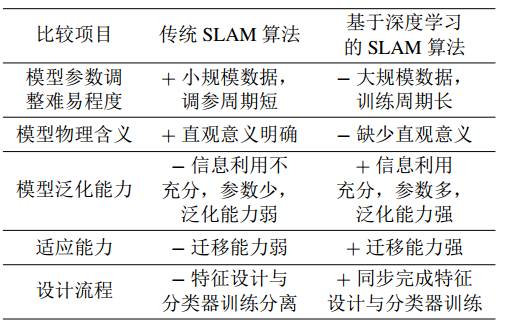 比较项目 传统 SLAM 算法 基于深度学习
的 SLAM 算法
模型参数调 + 小规模数据， − 大规模数据，
整难易程度 调参周期短 训练周期长
模型物理含义 + 直观意义明确 − 缺少直观意义
− 信息利用不 + 信息利用
模型泛化能力 充分，参数少， 充分，参数多，
泛化能力弱 泛化能力强
适应能力 − 迁移能力弱 + 迁移能力强
设计流程 − 特征设计与 + 同步完成特征
分类器训练分离 设计与分类器训练